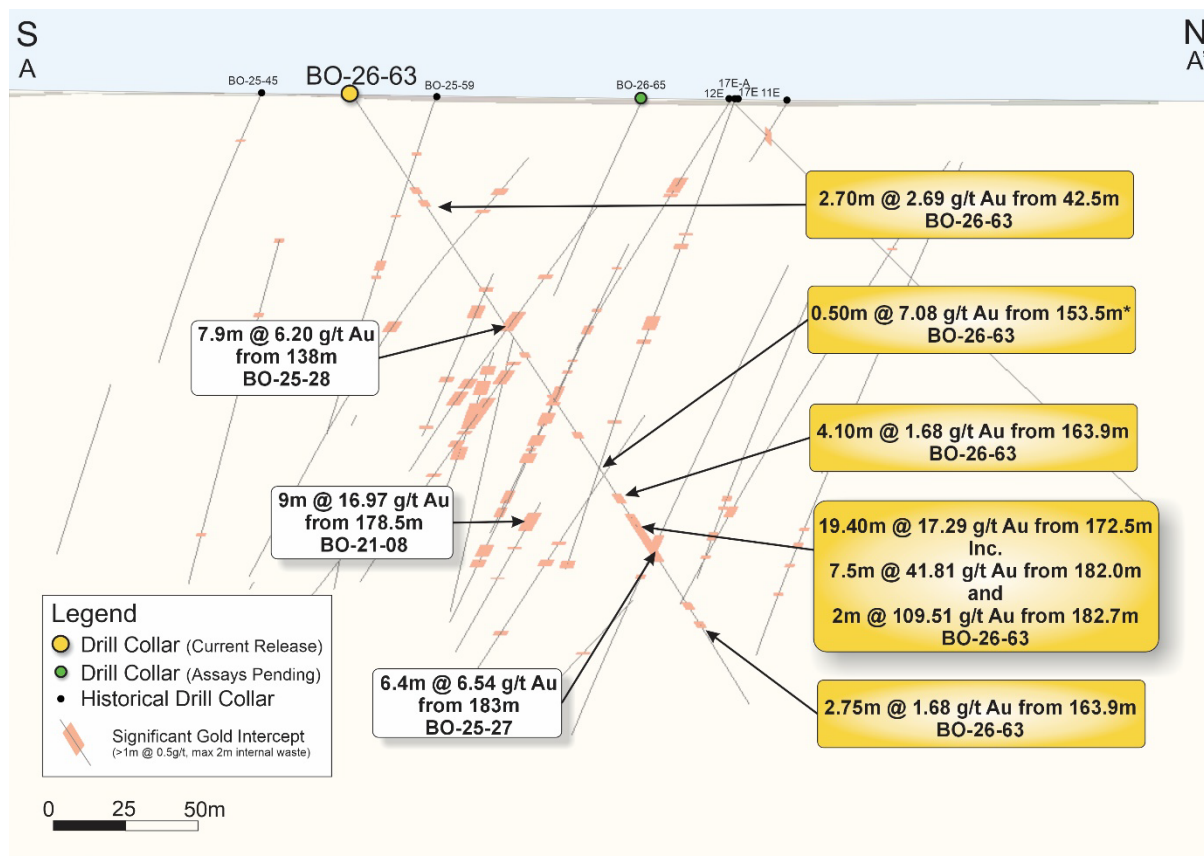 S
A
N
A'
BO-25-45
BO-26-63
BO-25-59
BO-26-65
17E-A
12E
17E
11E
2.70m @ 2.69 g/t Au from 42.5m
BO-26-63
0.50m @ 7.08 g/t Au from 153.5m*
BO-26-63
7.9m @ 6.20 g/t Au
from 138m
BO-25-28
4.10m @ 1.68 g/t Au from 163.9m
BO-26-63
9m @ 16.97 g/t Au
from 178.5m
BO-21-08
19.40m @ 17.29 g/t Au from 172.5m
Inc.
7.5m @ 41.81 g/t Au from 182.0m
and
2m @ 109.51 g/t Au from 182.7m
BO-26-63
6.4m @ 6.54 g/t Au
from 183m
BO-25-27
2.75m @ 1.68 g/t Au from 163.9m
BO-26-63
Legend
Drill Collar (Current Release)
Drill Collar (Assays Pending)
Historical Drill Collar
Significant Gold Intercept
(>1m @ 0.5g/t, max 2m internal waste)
0 25 50m